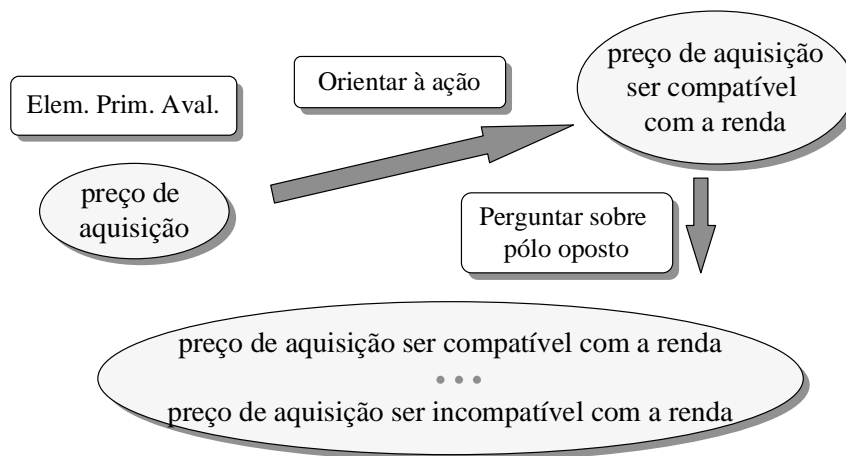 Elem. Prim. Aval.
preço de
aquisição
Orientar à ação
preço de aquisição
ser compatível
com a renda
Perguntar sobre
pólo oposto
preço de aquisição ser compatível com a renda
• • •
preço de aquisição ser incompatível com a renda